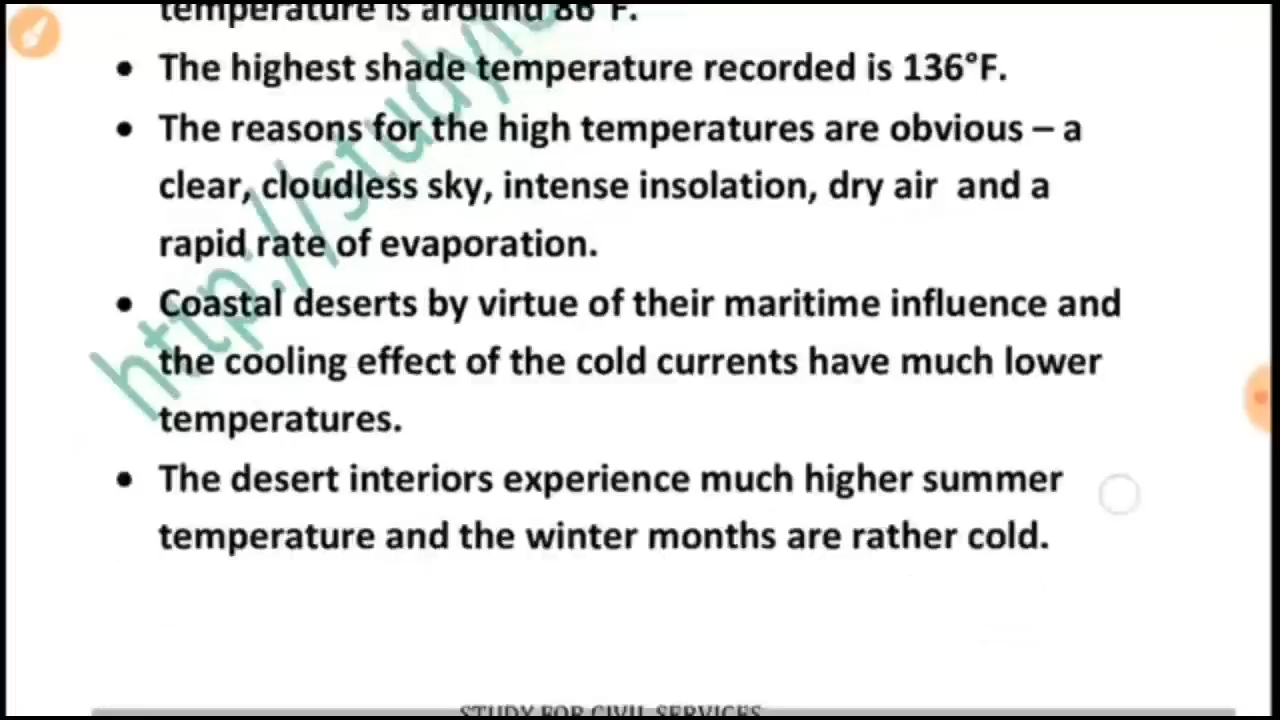 temperature is around 86°F.
• The highest shade temperature recorded is 136°F.
• The reasons for the high temperatures are obvious – a
clear, cloudless sky, intense insolation, dry air and a
rapid rate of evaporation.
• Coastal deserts by virtue of their maritime influence and
the cooling effect of the cold currents have much lower
temperatures.
• The desert interiors experience much higher summer
temperature and the winter months are rather cold.
http://study
STUDY FOR CIVIL SERVICES